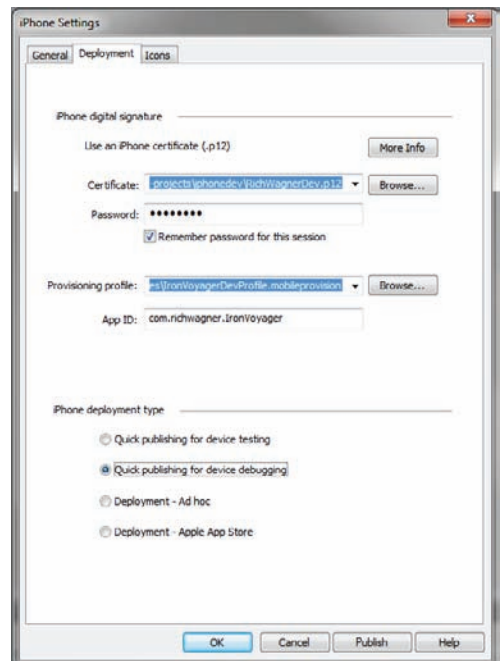 iPhone Settings
General Deployment Icons
iPhone digital signature
Use an iPhone certificate (.p12) More Info
Certificate: -projects\iphonedev\RichWagnerDev.p12 Browse...
Password: ••••••••
Remember password for this session
Provisioning profile: es\IronVoyagerDevProfile.mobileprovision Browse...
App ID: com.richwagner.IronVoyager
iPhone deployment type
Quick publishing for device testing
Quick publishing for device debugging
Deployment - Ad hoc
Deployment - Apple App Store
OK Cancel Publish Help